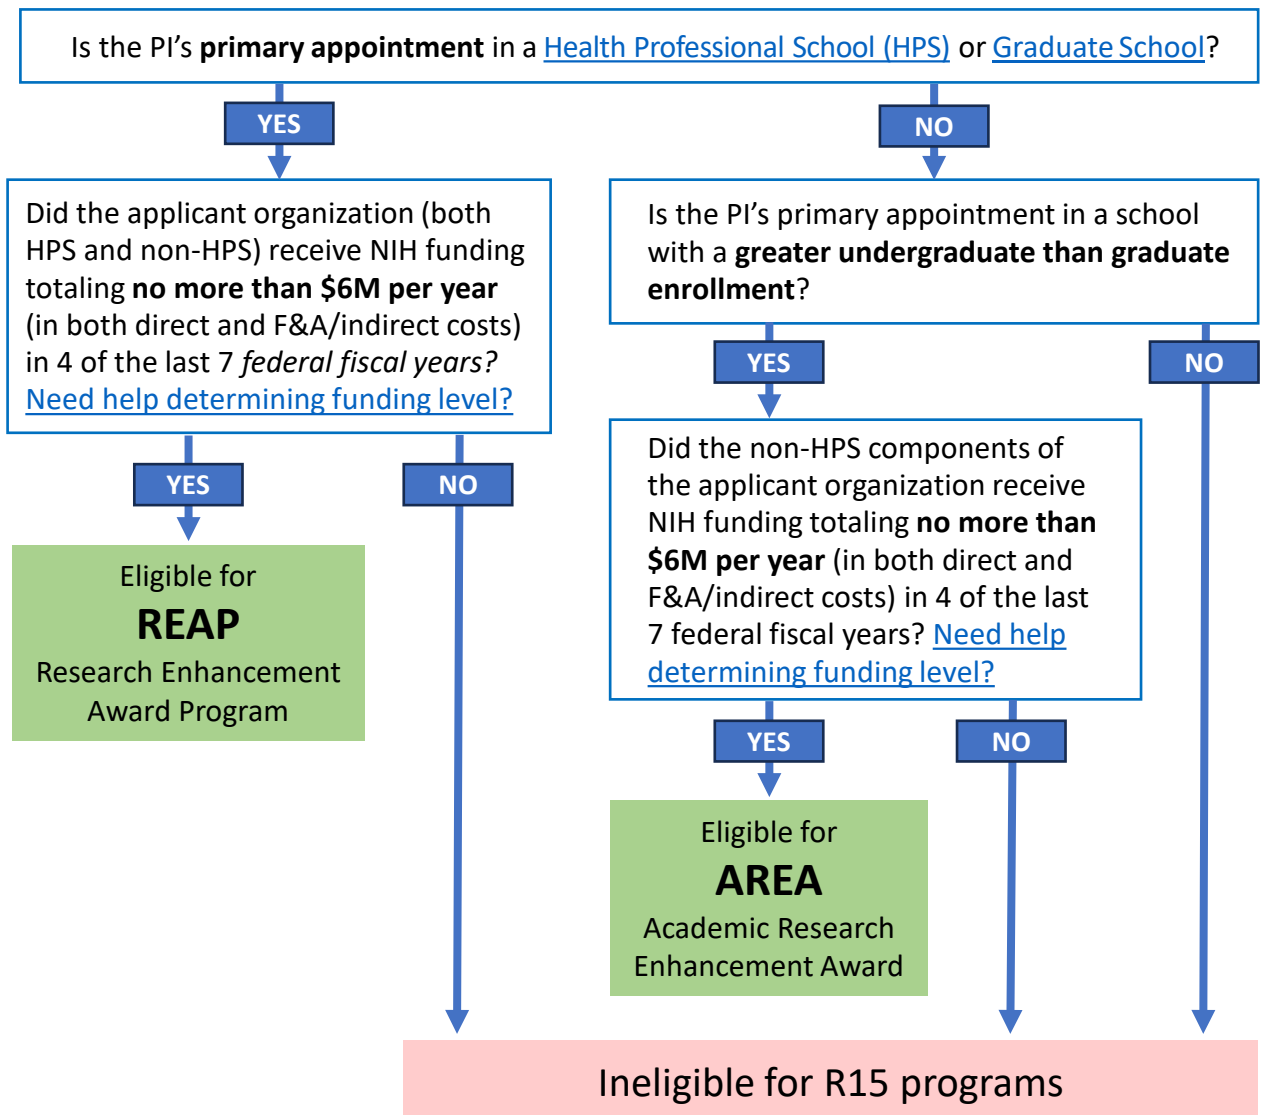 Is the PI’s primary appointment in a Health Professional School (HPS) or Graduate School?
YES
NO
Did the applicant organization (both
HPS and non-HPS) receive NIH funding
totaling no more than $6M per year
(in both direct and F&A/indirect costs)
in 4 of the last 7 federal fiscal years?
Need help determining funding level?
YES
NO
Eligible for
REAP
Research Enhancement
Award Program
Is the PI’s primary appointment in a school
with a greater undergraduate than graduate
enrollment?
YES
NO
Did the non-HPS components of
the applicant organization receive
NIH funding totaling no more than
$6M per year (in both direct and
F&A/indirect costs) in 4 of the last
7 federal fiscal years? Need help
determining funding level?
YES
NO
Eligible for
AREA
Academic Research
Enhancement Award
Ineligible for R15 programs